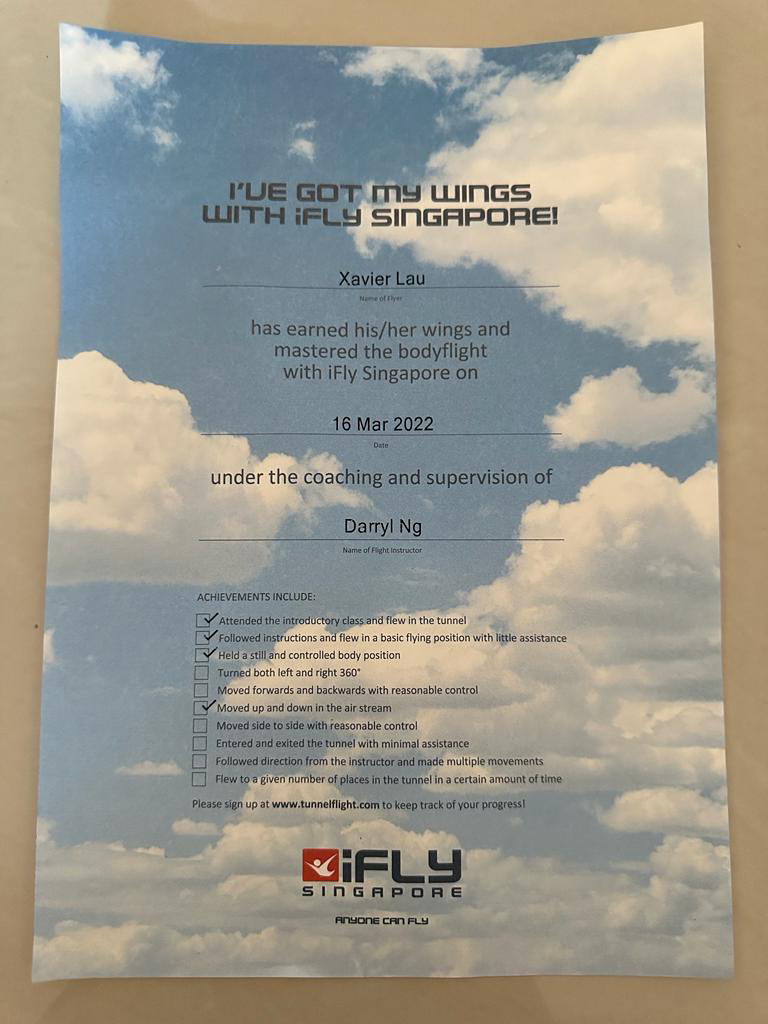 I'VE GOT MY WINGS
WITH iFLY SINGAPORE!
Xavier Lau
Name of Flyer
has earned his/her wings and
mastered the bodyflight
with iFly Singapore on
16 Mar 2022
Date
under the coaching and supervision of
Darryl Ng
Name of Flight Instructor
ACHIEVEMENTS INCLUDE:
Attended the introductory class and flew in the tunnel
Followed instructions and flew in a basic flying position with little assistance
Held a still and controlled body position
Turned both left and right 360°
Moved forwards and backwards with reasonable control
Moved up and down in the air stream
Moved side to side with reasonable control
Entered and exited the tunnel with minimal assistance
Followed direction from the instructor and made multiple movements
Flew to a given number of places in the tunnel in a certain amount of time
Please sign up at www.tunnelflight.com to keep track of your progress!
iFLY
SINGAPORE
ANYONE CAN FLY